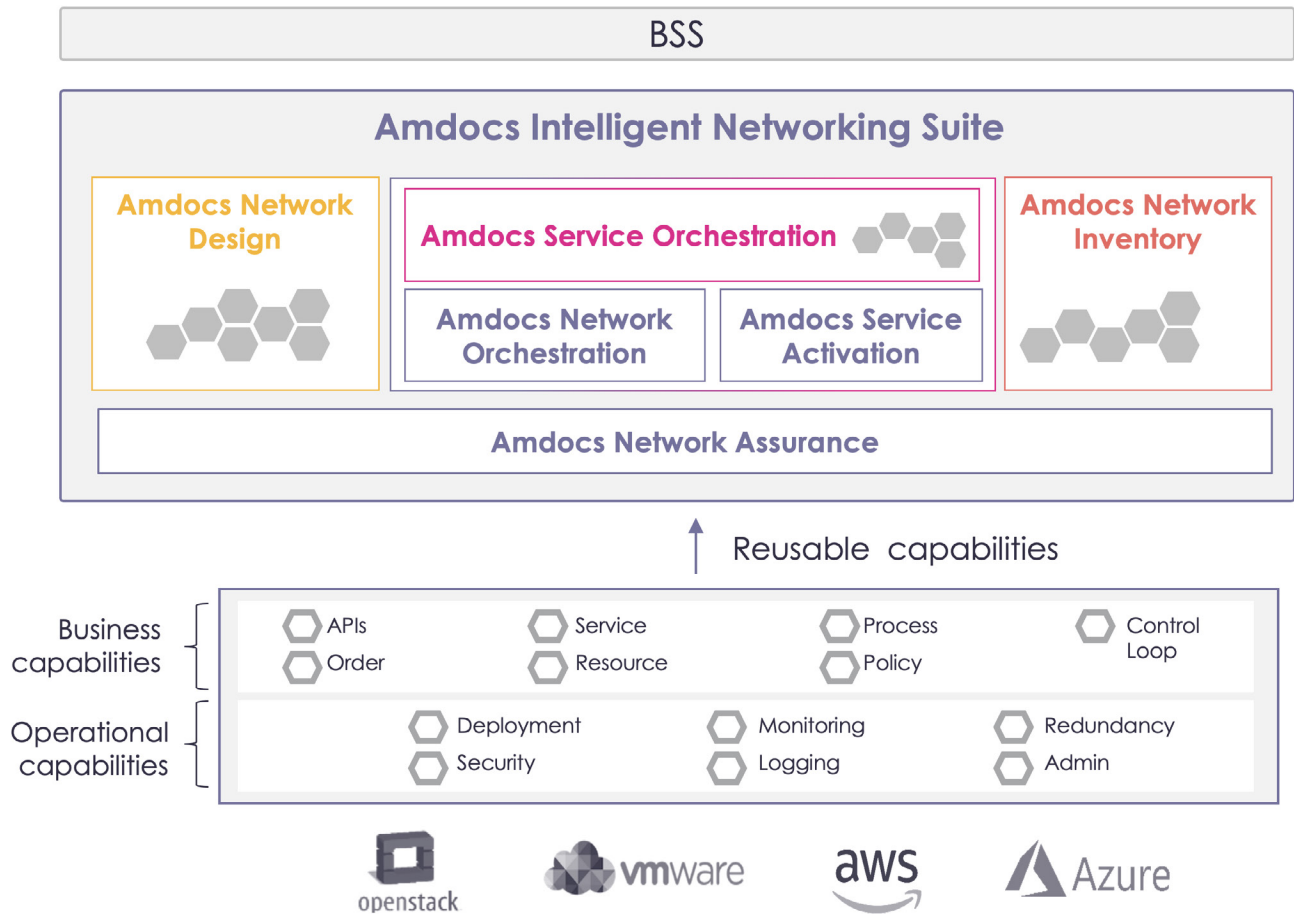 BSS
Amdocs Intelligent Networking Suite
Amdocs Network
Design
Amdocs Service Orchestration
Amdocs Network
Orchestration
Amdocs Service
Activation
Amdocs Network
Inventory
Amdocs Network Assurance
Reusable capabilities
Business
capabilities
APIs
Order
Service
Resource
Process
Policy
Control
Loop
Operational
capabilities
Deployment
Security
Monitoring
Logging
Redundancy
Admin
openstack
vmware
aws
Azure